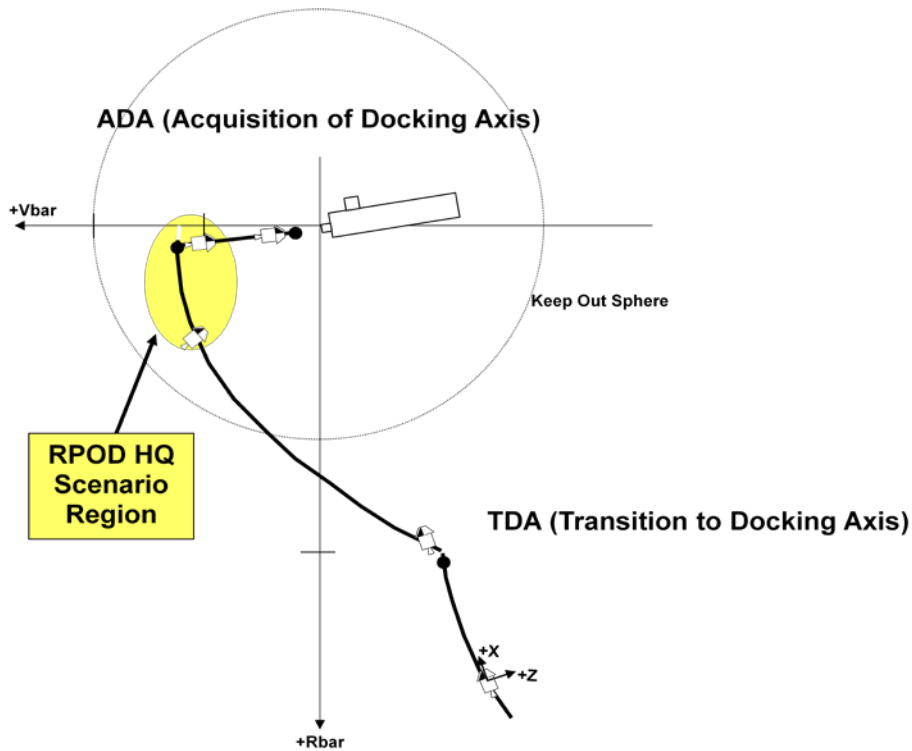 ADA (Acquisition of Docking Axis)
+Vbar
Keep Out Sphere
RPOD HQ
Scenario
Region
TDA (Transition to Docking Axis)
+X
+Z
+Rbar